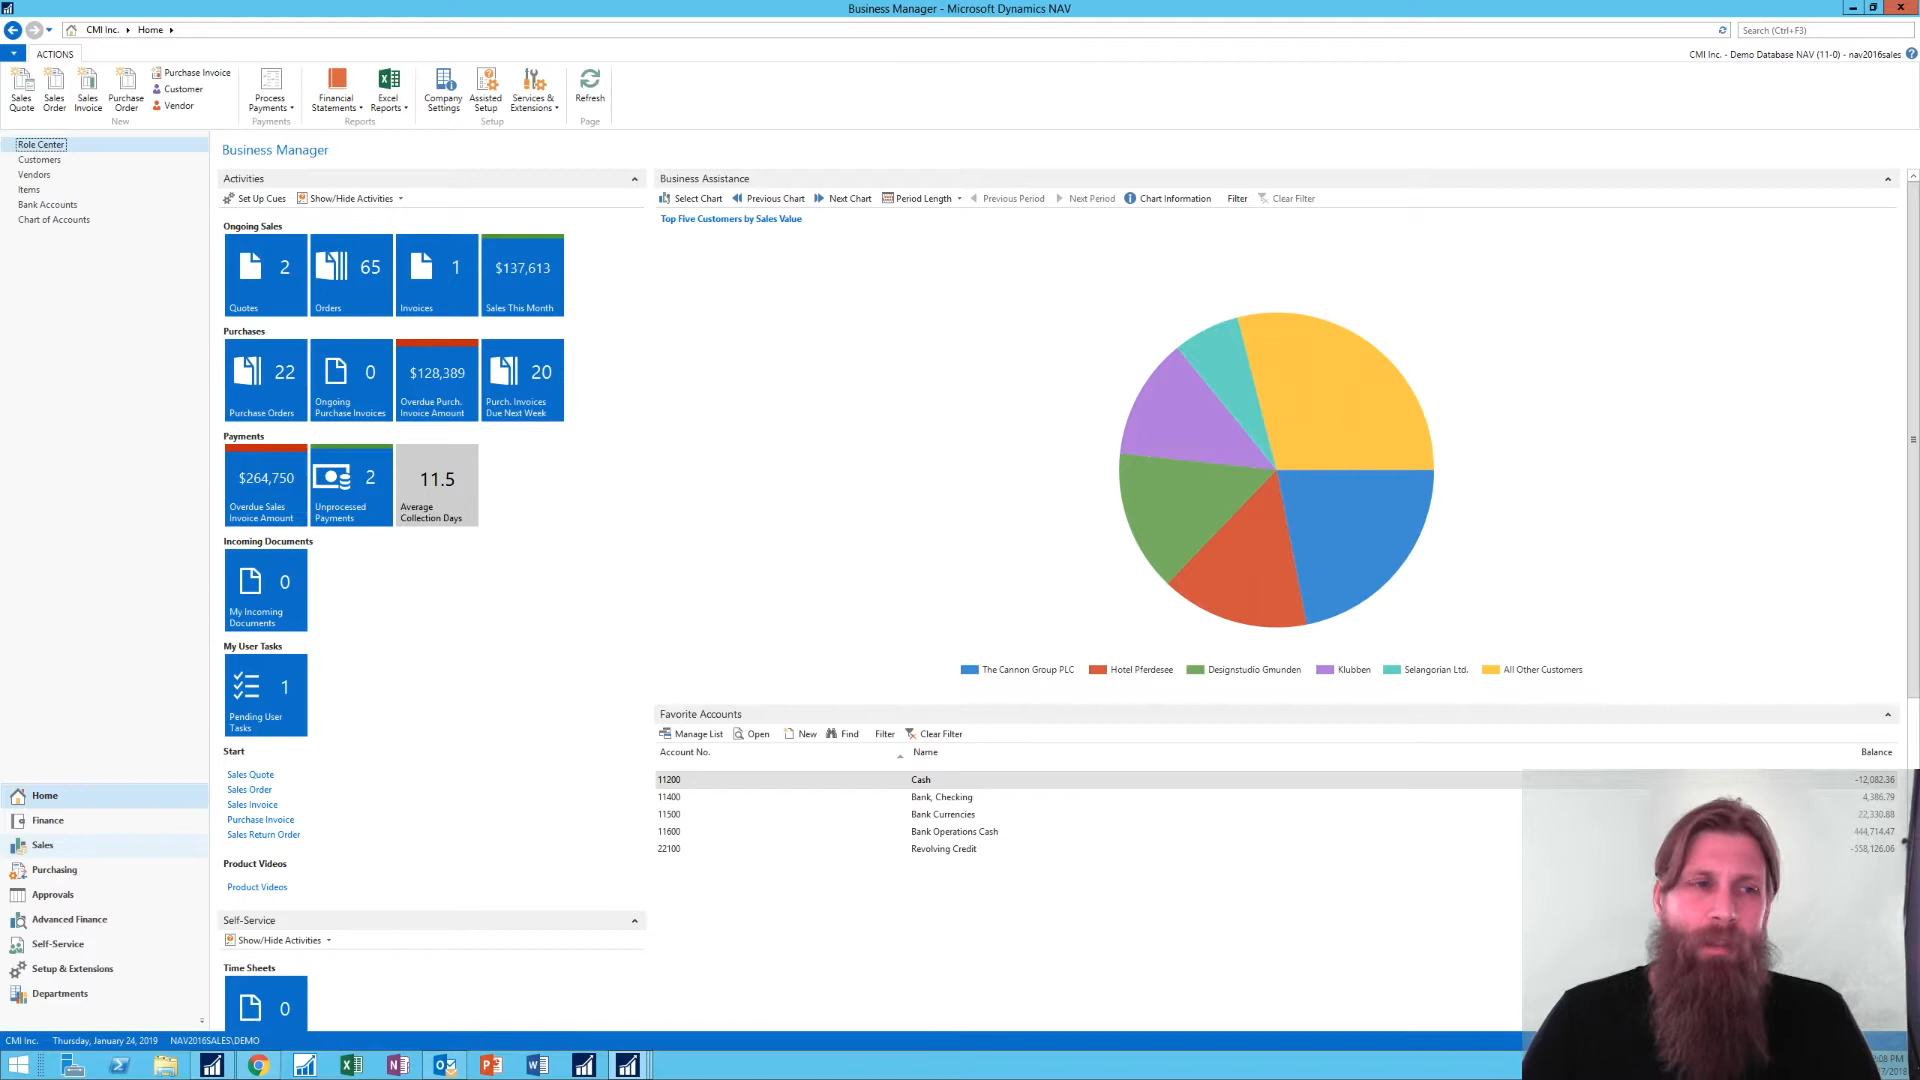 Business Manager - Microsoft Dynamics NAV
CMI Inc. Home
Search (Ctrl+F3)
ACTIONS
CMI Inc. - Demo Database NAV (11-0) - nav2016sales
Sales Quote
Sales Order
Sales Invoice
Purchase Order
Purchase Invoice
Customer
Vendor
New
Process Payments
Payments
Financial Statements
Excel Reports
Reports
Company Settings
Assisted Setup
Services & Extensions
Setup
Refresh
Page
Role Center
Customers
Vendors
Items
Bank Accounts
Chart of Accounts
Home
Finance
Sales
Purchasing
Approvals
Advanced Finance
Self-Service
Setup & Extensions
Departments
Business Manager
Activities
Set Up Cues Show/Hide Activities
Ongoing Sales
2 65 1 $137,613
Quotes Orders Invoices Sales This Month
Purchases
22 0 $128,389 20
Purchase Orders
Ongoing Purchase Invoices
Overdue Purch. Invoice Amount
Purch. Invoices Due Next Week
Payments
$264,750 2 11.5
Overdue Sales Invoice Amount
Unprocessed Payments
Average Collection Days
Incoming Documents
0
My Incoming Documents
My User Tasks
1
Pending User Tasks
Start
Sales Quote
Sales Order
Sales Invoice
Purchase Invoice
Sales Return Order
Product Videos
Product Videos
Self-Service
Show/Hide Activities
Time Sheets
0
Business Assistance
Select Chart Previous Chart Next Chart Period Length Previous Period Next Period Chart Information Filter Clear Filter
Top Five Customers by Sales Value
The Cannon Group PLC Hotel Pferdesee Designstudio Gmunden Klubben Selangorian Ltd. All Other Customers
Favorite Accounts
Manage List Open New Find Filter Clear Filter
Account No. Name Balance
11200 Cash -12,082.36
11400 Bank, Checking 4,386.79
11500 Bank Currencies 22,330.88
11600 Bank Operations Cash 444,714.47
22100 Revolving Credit -558,126.06
CMI Inc. Thursday, January 24, 2019 NAV2016SALES\DEMO